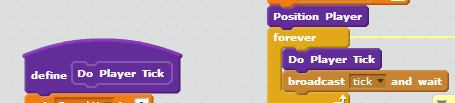 Position Player
forever
Do Player Tick
define Do Player Tick
broadcast tick and wait